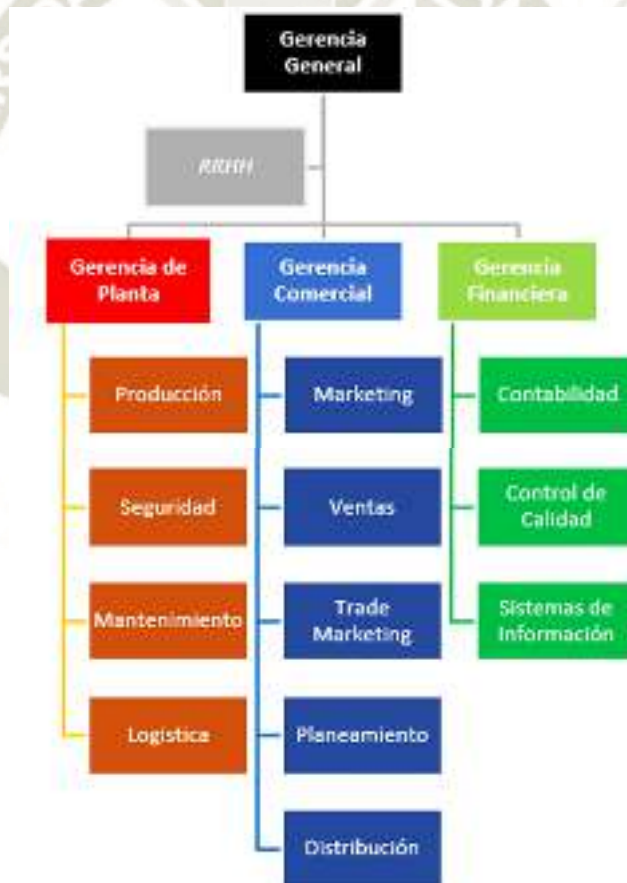 Gerencia
General
RRHH
Gerencia de
Planta
Gerencia
Comercial
Gerencia
Financiera
Producción
Marketing
Contabilidad
Seguridad
Ventas
Control de
Calidad
Mantenimiento
Trade
Marketing
Sistemas de
Información
Logística
Planeamiento
Distribución